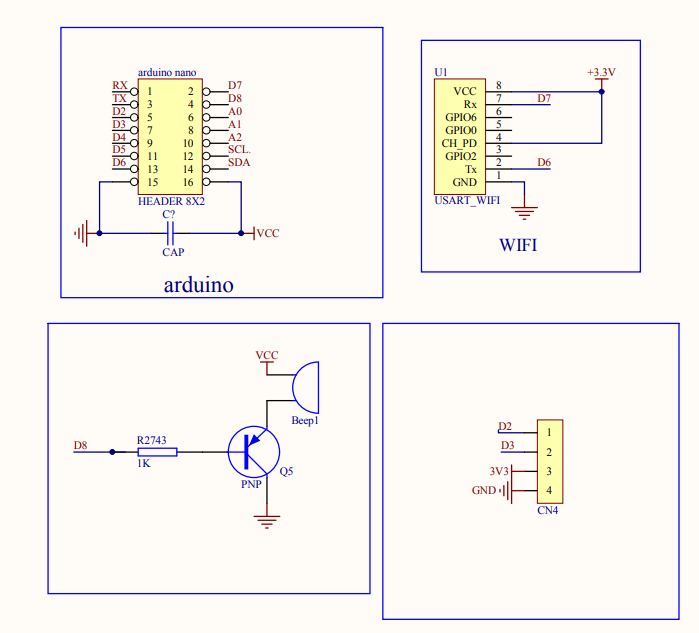 arduino nano
RX 1 2 D7
TX 3 4 D8
D2 5 6 A0
D3 7 8 A1
D4 9 10 A2
D5 11 12 SCL.
D6 13 14 SDA
15 16
HEADER 8X2
C?
VCC
CAP
arduino
U1
+3.3V
VCC 8
Rx 7 D7
GPIO6 6
GPIO0 5
CH_PD 4
GPIO2 3
Tx 2 D6
GND 1
USART_WIFI
WIFI
VCC
Beep1
D8
R2743
1K
Q5
PNP
D2 1
D3 2
3V3 3
GND 4
CN4